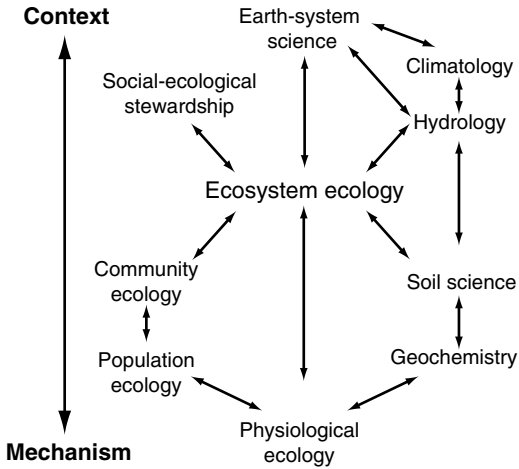 Context
Earth-system
science
Climatology
Social-ecological
stewardship
Hydrology
Ecosystem ecology
Community
ecology
Soil science
Population
ecology
Geochemistry
Physiological
ecology
Mechanism